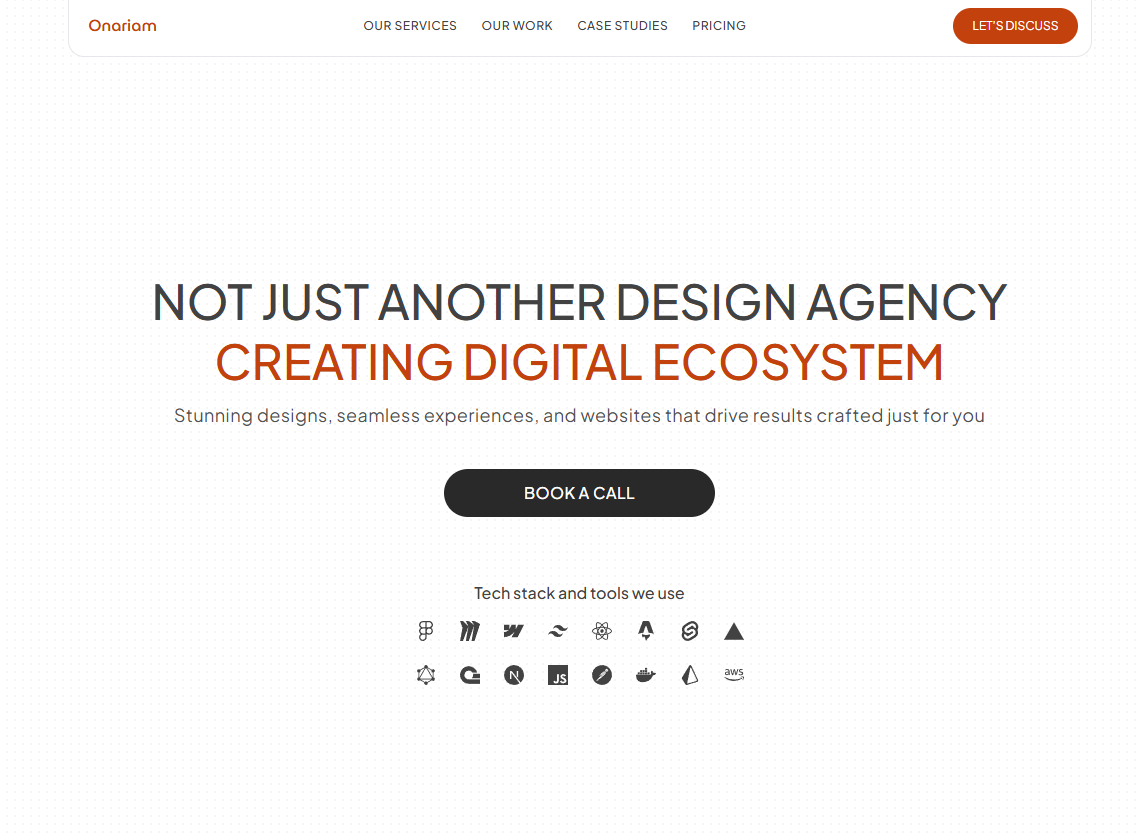 Onariam
OUR SERVICES
OUR WORK
CASE STUDIES
PRICING
LET'S DISCUSS
NOT JUST ANOTHER DESIGN AGENCY
CREATING DIGITAL ECOSYSTEM
Stunning designs, seamless experiences, and websites that drive results crafted just for you
BOOK A CALL
Tech stack and tools we use
N
JS
aws